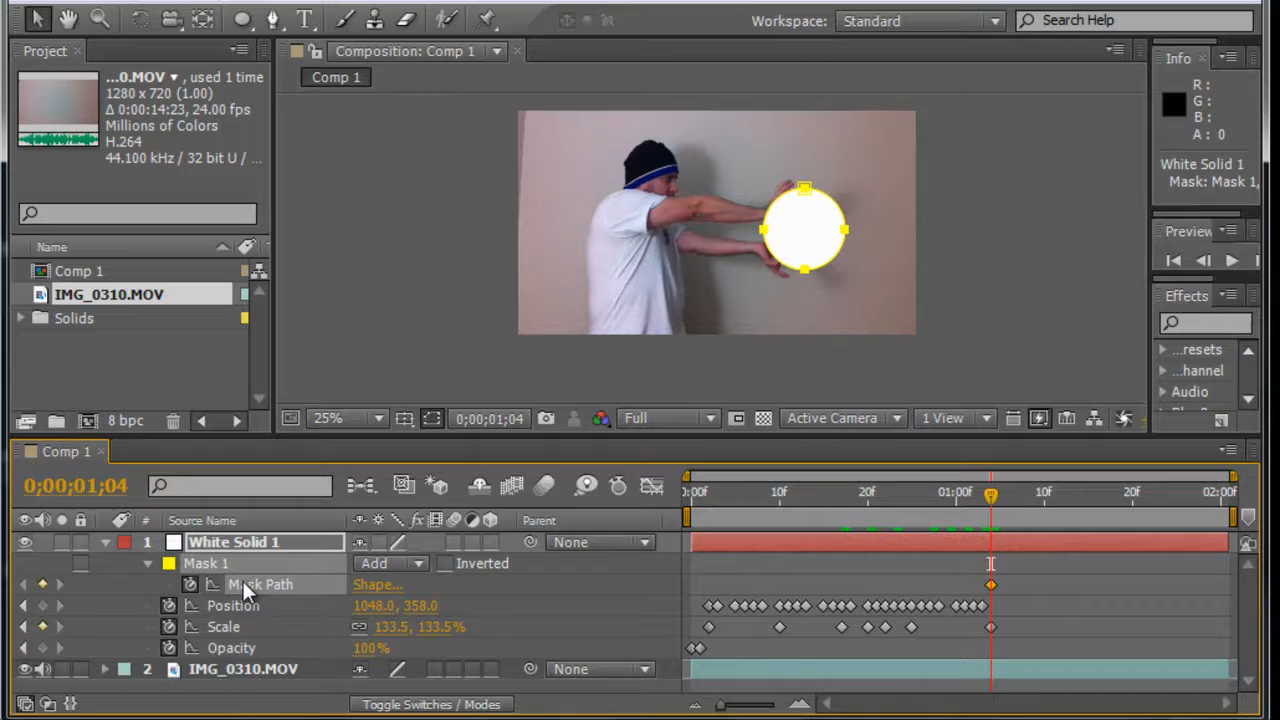 Workspace: Standard
Search Help
Project
Composition: Comp 1
Info
...0.MOV ▾ , used 1 time
1280 x 720 (1.00)
Δ 0:00:14:23, 24.00 fps
Millions of Colors
H.264
44.100 kHz / 32 bit U / ...
Comp 1
R :
G :
B :
A : 0
White Solid 1
Mask: Mask 1,
Name
Comp 1
IMG_0310.MOV
Solids
Preview
Effects
...resets
...hannel
Audio
8 bpc
25%
0;00;01;04
Full
Active Camera
1 View
Comp 1
0;00;01;04
0:00f
10f
20f
01:00f
10f
20f
02:00f
#
Source Name
fx
Parent
1
White Solid 1
None
Mask 1
Add
Inverted
Mask Path
Shape...
Position
1048.0, 358.0
Scale
133.5, 133.5%
Opacity
100%
2
IMG_0310.MOV
None
Toggle Switches / Modes